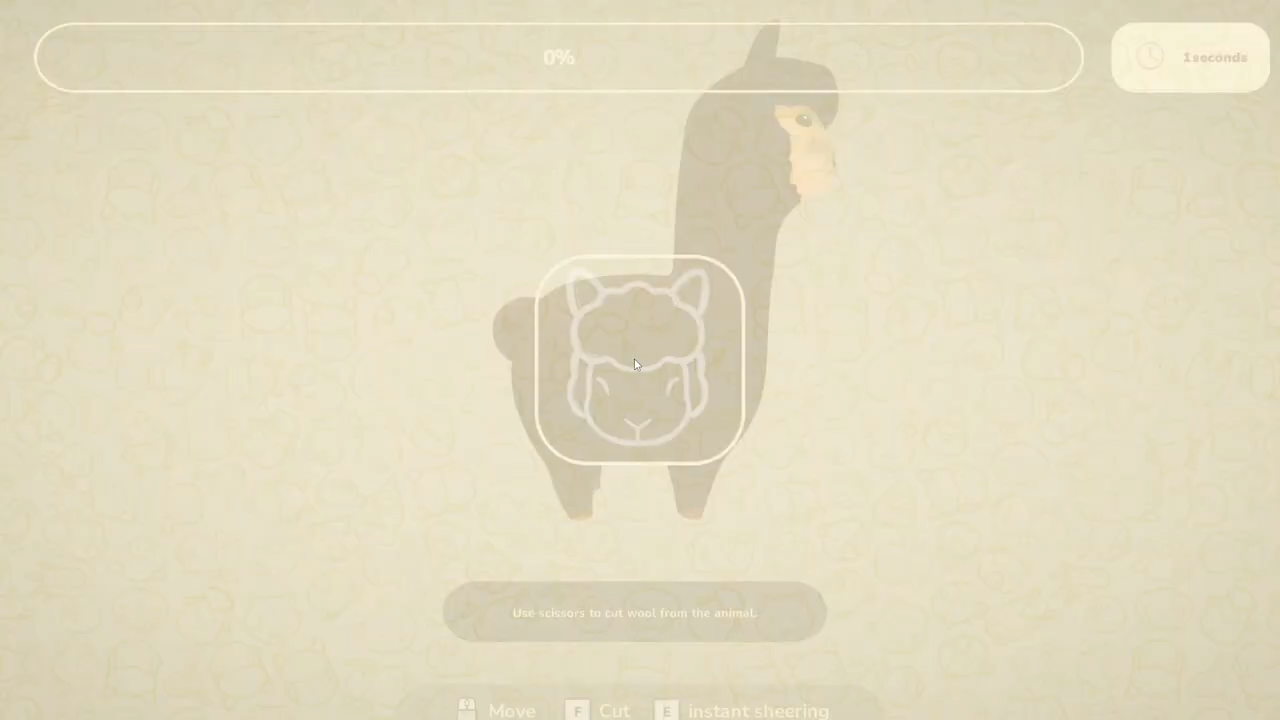 0%
1seconds
Use scissors to cut wool from the animal.
Move F Cut E instant sheering